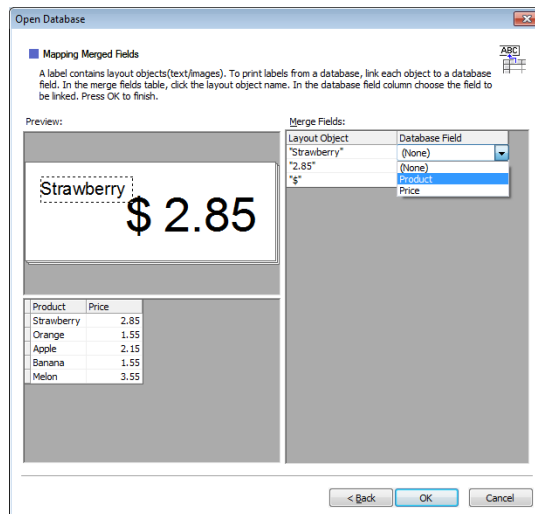 Open Database
Mapping Merged Fields
ABC
A label contains layout objects(text/images). To print labels from a database, link each object to a database
field. In the merge fields table, click the layout object name. In the database field column choose the field to
be linked. Press OK to finish.
Preview:
Strawberry
$ 2.85
Product Price
Strawberry 2.85
Orange 1.55
Apple 2.15
Banana 1.55
Melon 3.55
Merge Fields:
Layout Object Database Field
"Strawberry" (None)
"2.85" (None)
"$" Product
Price
< Back OK Cancel